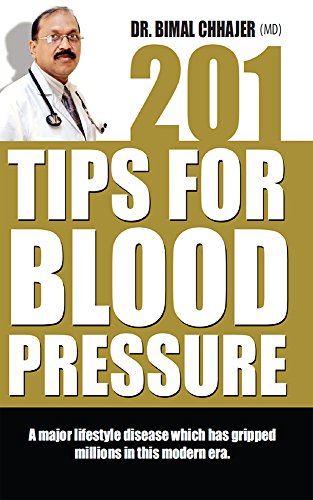 DR. BIMAL CHHAJER (MD)
201
TIPS FOR
BLOOD
PRESSURE
A major lifestyle disease which has gripped
millions in this modern era.